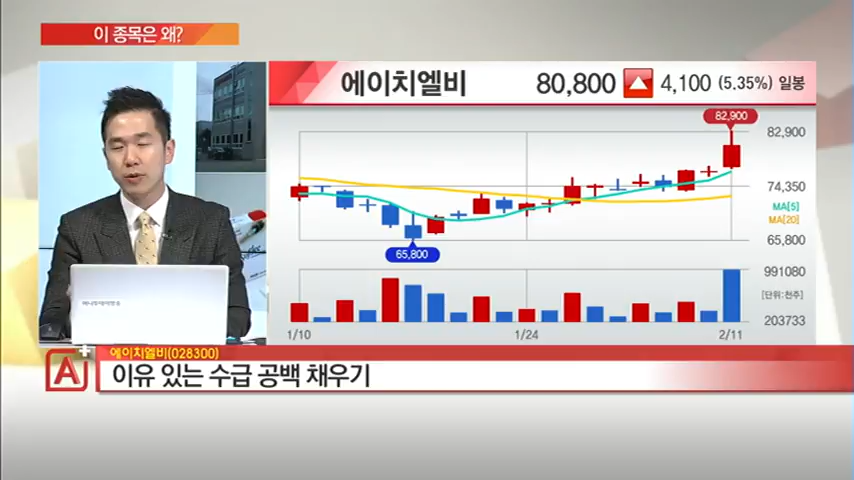 이 종목은 왜?
에이치엘비 80,800 4,100 (5.35%) 일봉
82,900
82,900
74,350
MA[5]
MA[20]
65,800
65,800
991080
[단위:천주]
203733
1/10 1/24 2/11
A+
에이치엘비(028300)
이유 있는 수급 공백 채우기